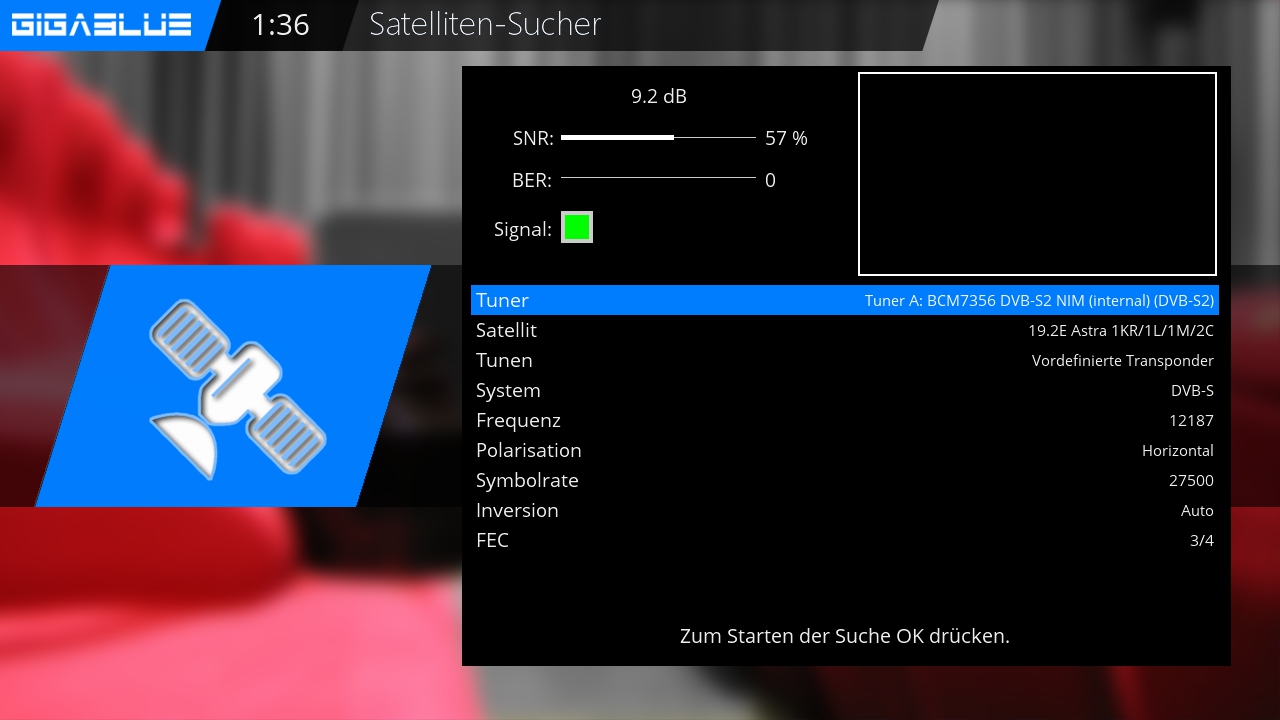 GIGABLUE 1:36 Satelliten-Sucher
9.2 dB
SNR: 57 %
BER: 0
Signal:
Tuner Tuner A: BCM7356 DVB-S2 NIM (internal) (DVB-S2)
Satellit 19.2E Astra 1KR/1L/1M/2C
Tunen Vordefinierte Transponder
System DVB-S
Frequenz 12187
Polarisation Horizontal
Symbolrate 27500
Inversion Auto
FEC 3/4
Zum Starten der Suche OK drücken.